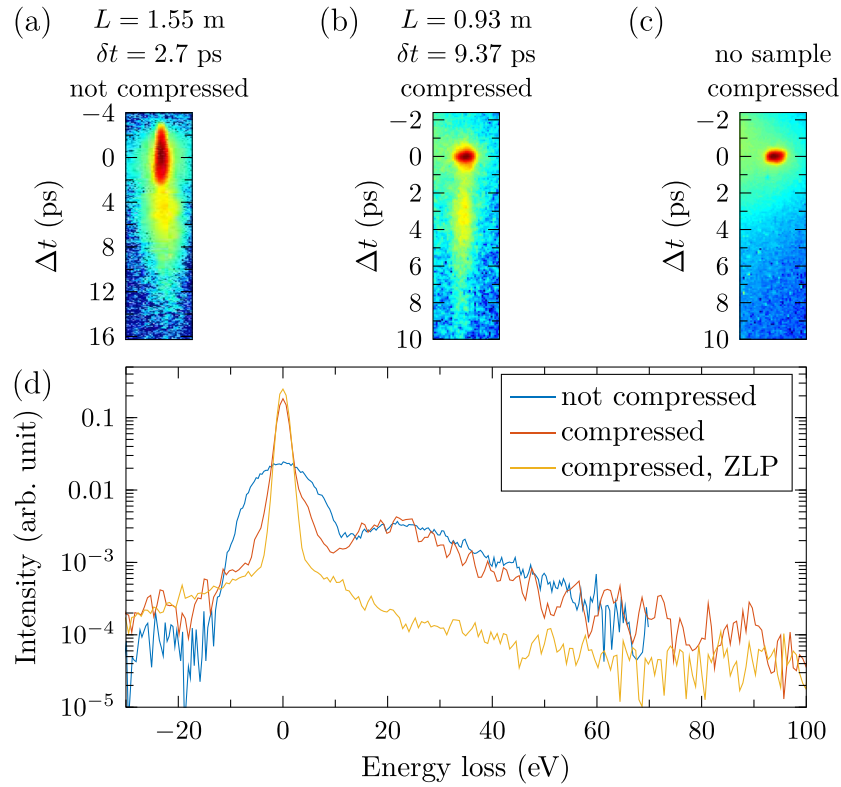 (a) L = 1.55 m (b) L = 0.93 m (c)
δt = 2.7 ps δt = 9.37 ps no sample
not compressed compressed compressed
−4
0
4
8
12
16
Δt (ps)
−2
0
2
4
6
8
10
Δt (ps)
−2
0
2
4
6
8
10
Δt (ps)
(d)
not compressed
compressed
compressed, ZLP
0.1
0.01
10⁻³
10⁻⁴
10⁻⁵
Intensity (arb. unit)
−20 0 20 40 60 80 100
Energy loss (eV)